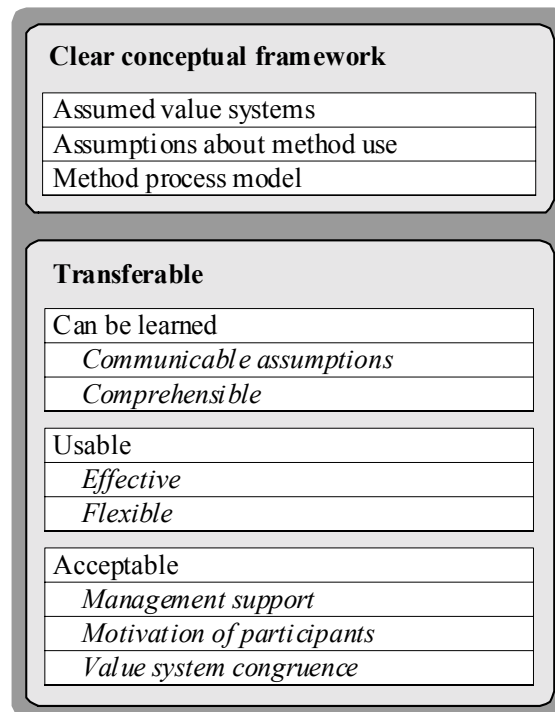 Clear conceptual framework
Assumed value systems
Assumptions about method use
Method process model
Transferable
Can be learned
Communicable assumptions
Comprehensible
Usable
Effective
Flexible
Acceptable
Management support
Motivation of participants
Value system congruence